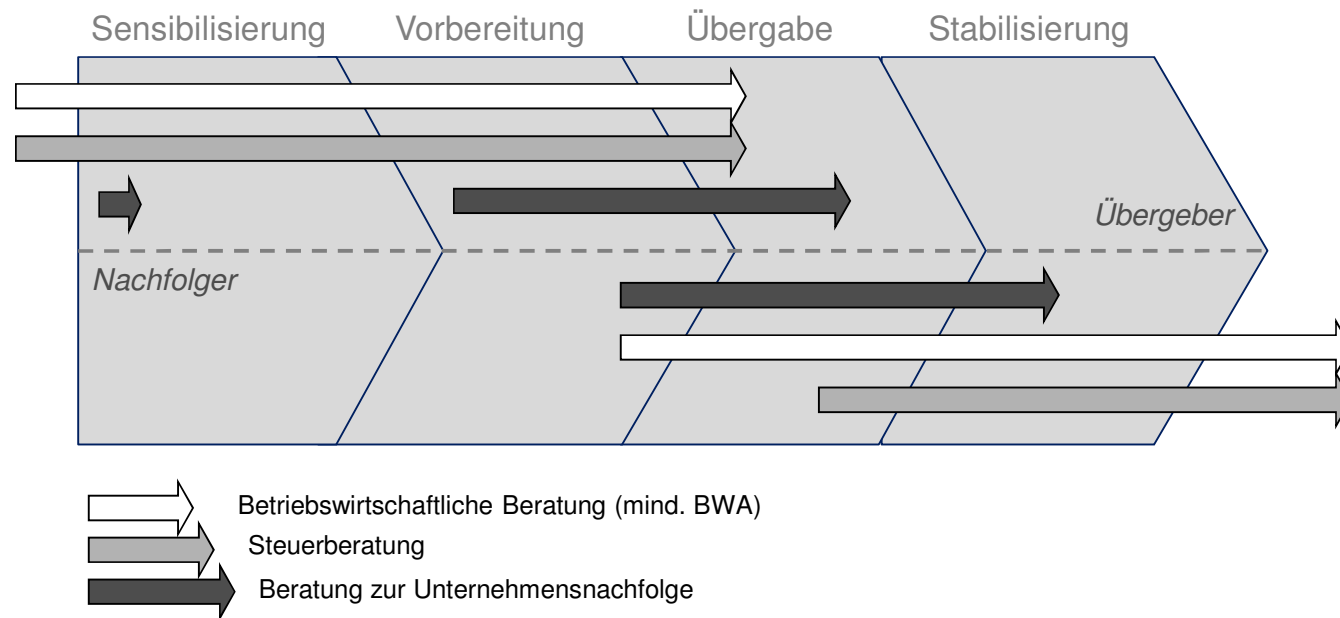 Sensibilisierung Vorbereitung Übergabe Stabilisierung
Übergeber
Nachfolger
Betriebswirtschaftliche Beratung (mind. BWA)
Steuerberatung
Beratung zur Unternehmensnachfolge